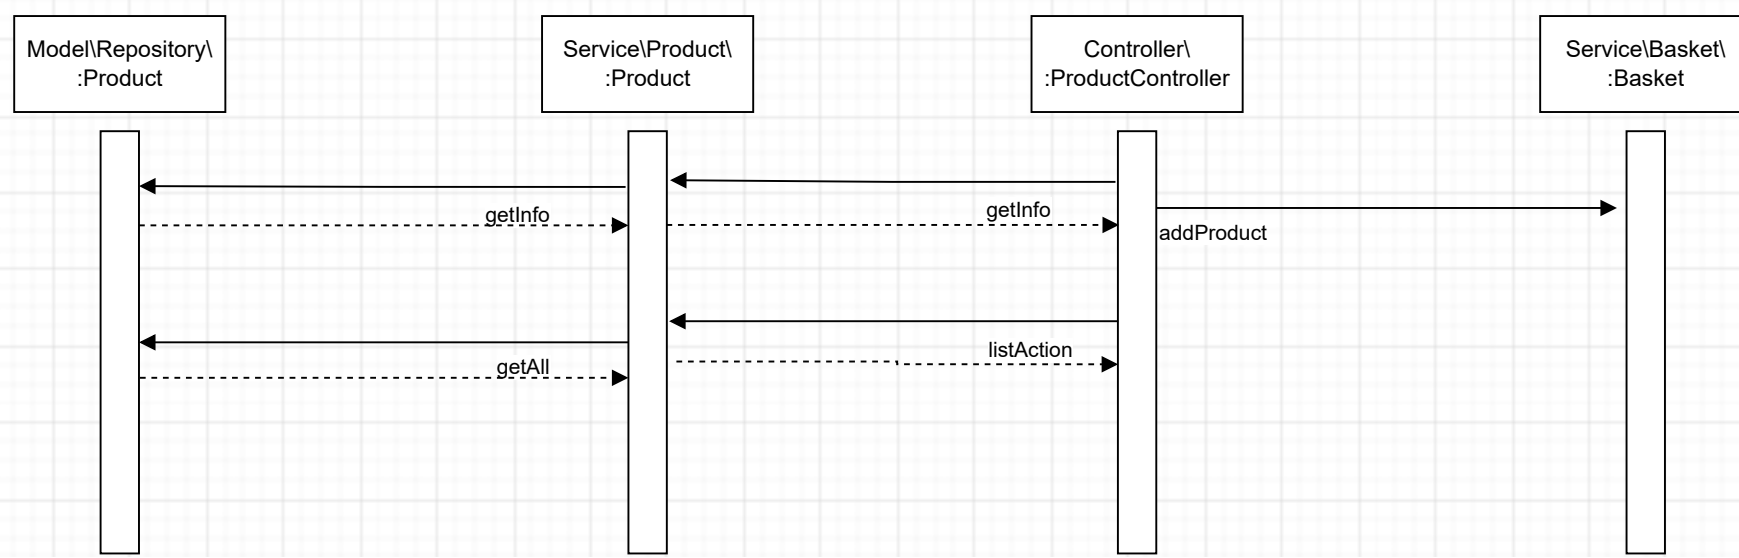 Model\Repository\
:Product
Service\Product\
:Product
Controller\
:ProductController
Service\Basket\
:Basket
getInfo
getInfo
addProduct
getAll
listAction